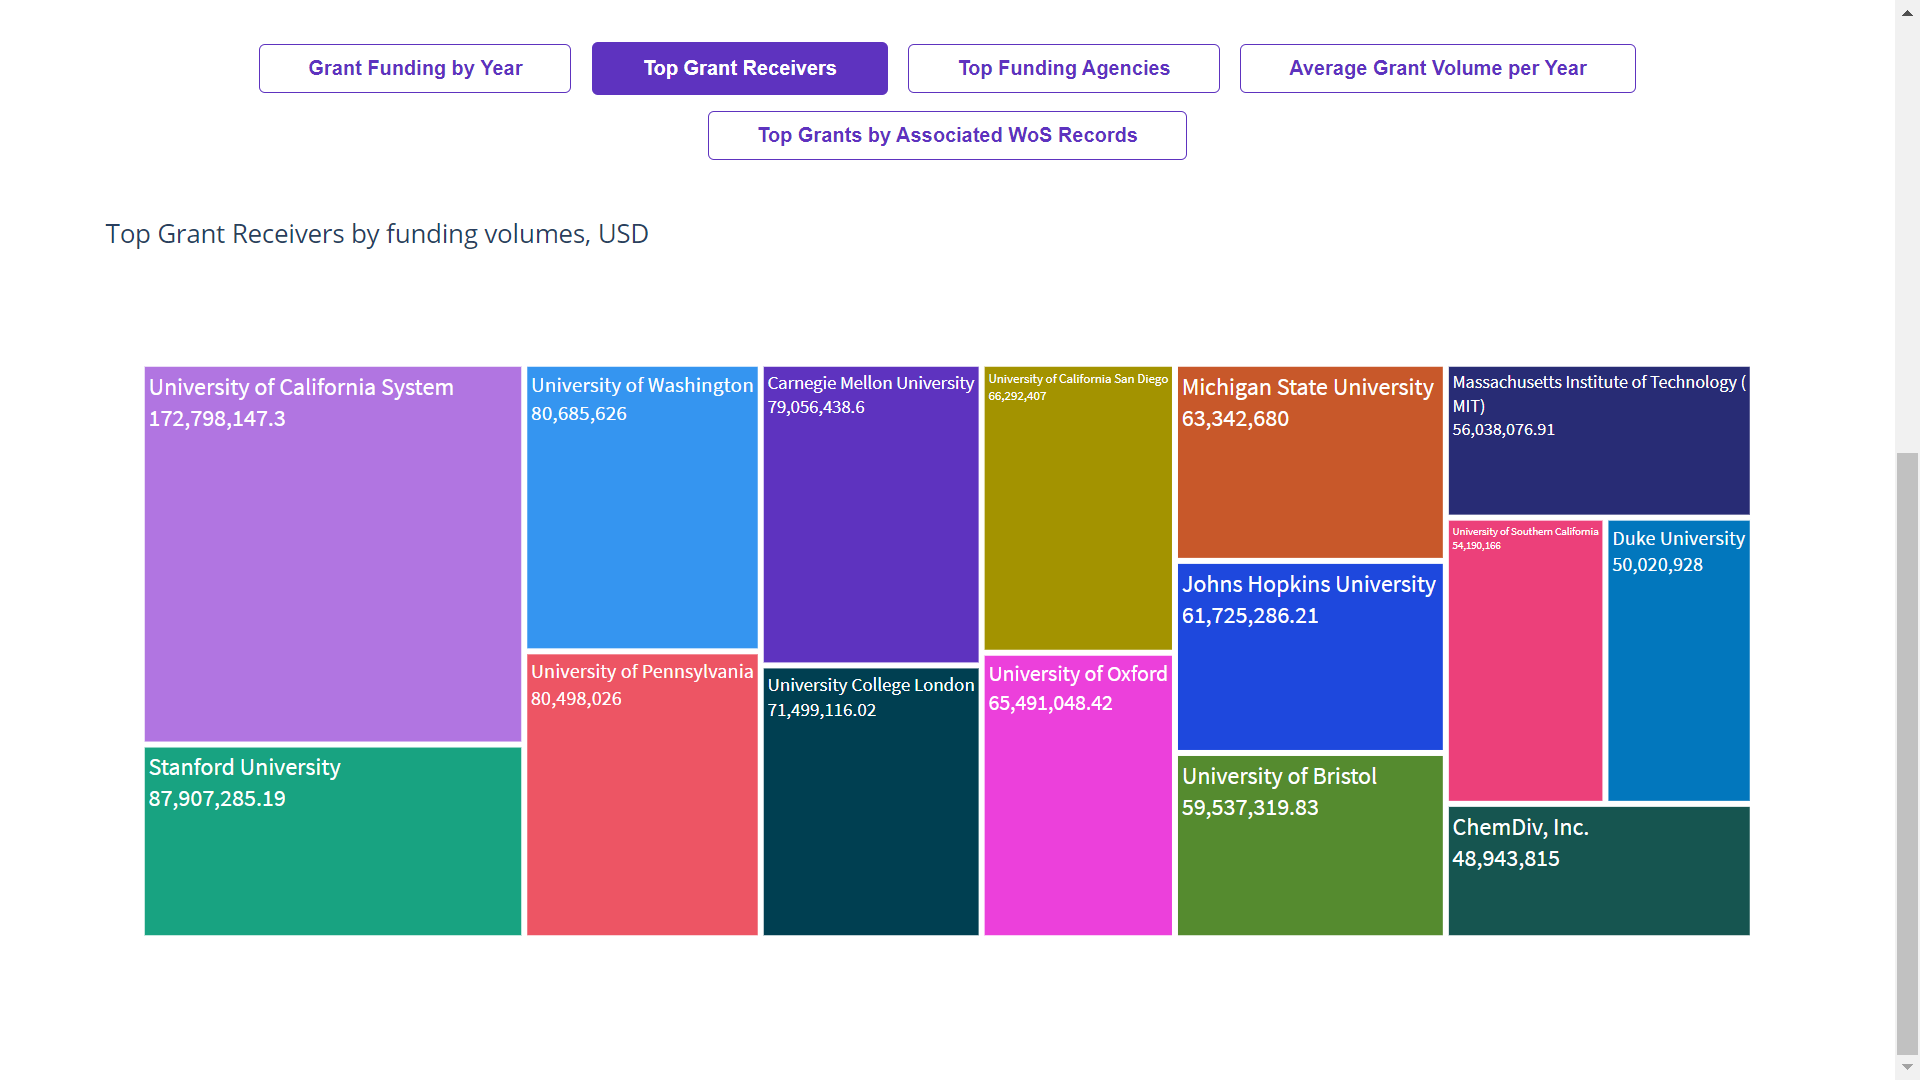 Grant Funding by Year
Top Grant Receivers
Top Funding Agencies
Average Grant Volume per Year
Top Grants by Associated WoS Records
Top Grant Receivers by funding volumes, USD
University of California System
172,798,147.3
Stanford University
87,907,285.19
University of Washington
80,685,626
University of Pennsylvania
80,498,026
Carnegie Mellon University
79,056,438.6
University College London
71,499,116.02
University of California San Diego
66,292,407
University of Oxford
65,491,048.42
Michigan State University
63,342,680
Johns Hopkins University
61,725,286.21
University of Bristol
59,537,319.83
Massachusetts Institute of Technology (
MIT)
56,038,076.91
University of Southern California
54,190,166
Duke University
50,020,928
ChemDiv, Inc.
48,943,815